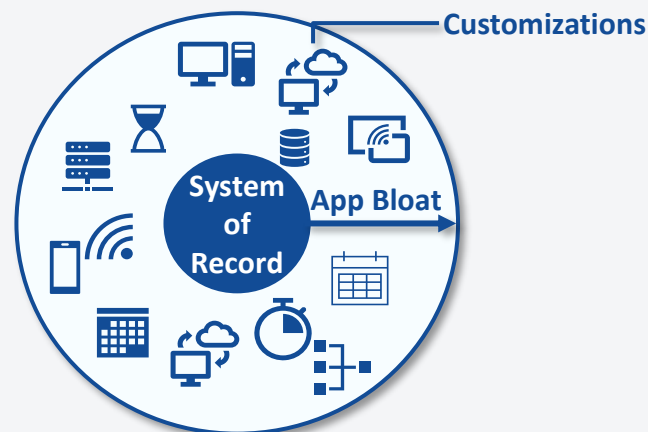 Customizations
System
of
Record
App Bloat